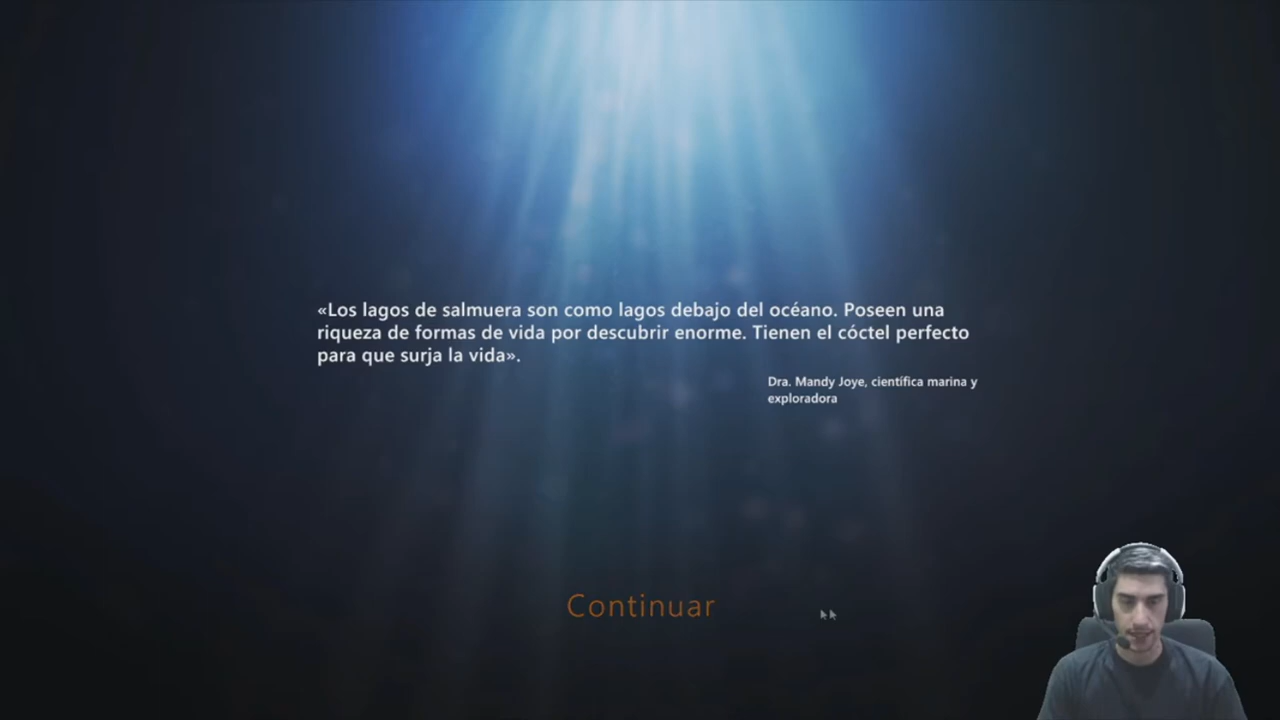 «Los lagos de salmuera son como lagos debajo del océano. Poseen una
riqueza de formas de vida por descubrir enorme. Tienen el cóctel perfecto
para que surja la vida».
Dra. Mandy Joye, científica marina y
exploradora
Continuar